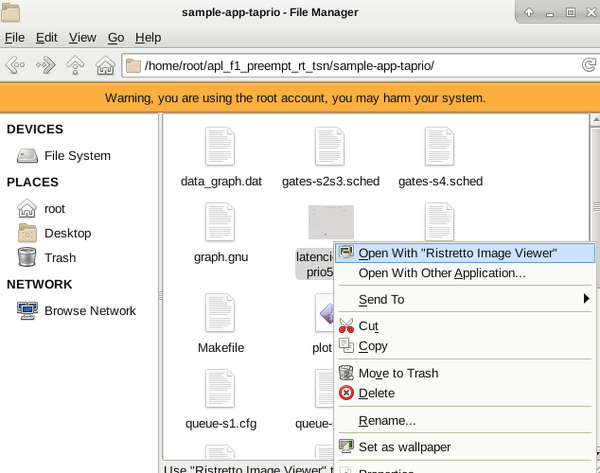 sample-app-taprio - File Manager
File Edit View Go Help
/home/root/apl_f1_preempt_rt_tsn/sample-app-taprio/
Warning, you are using the root account, you may harm your system.
DEVICES
File System
PLACES
root
Desktop
Trash
NETWORK
Browse Network
data_graph.dat gates-s2s3.sched gates-s4.sched
graph.gnu
prio5
Makefile plot
queue-s1.cfg queue-
Open With "Ristretto Image Viewer"
Open With Other Application...
Send To
Cut
Copy
Move to Trash
Delete
Rename...
Set as wallpaper
Use "Ristretto Image Viewer"